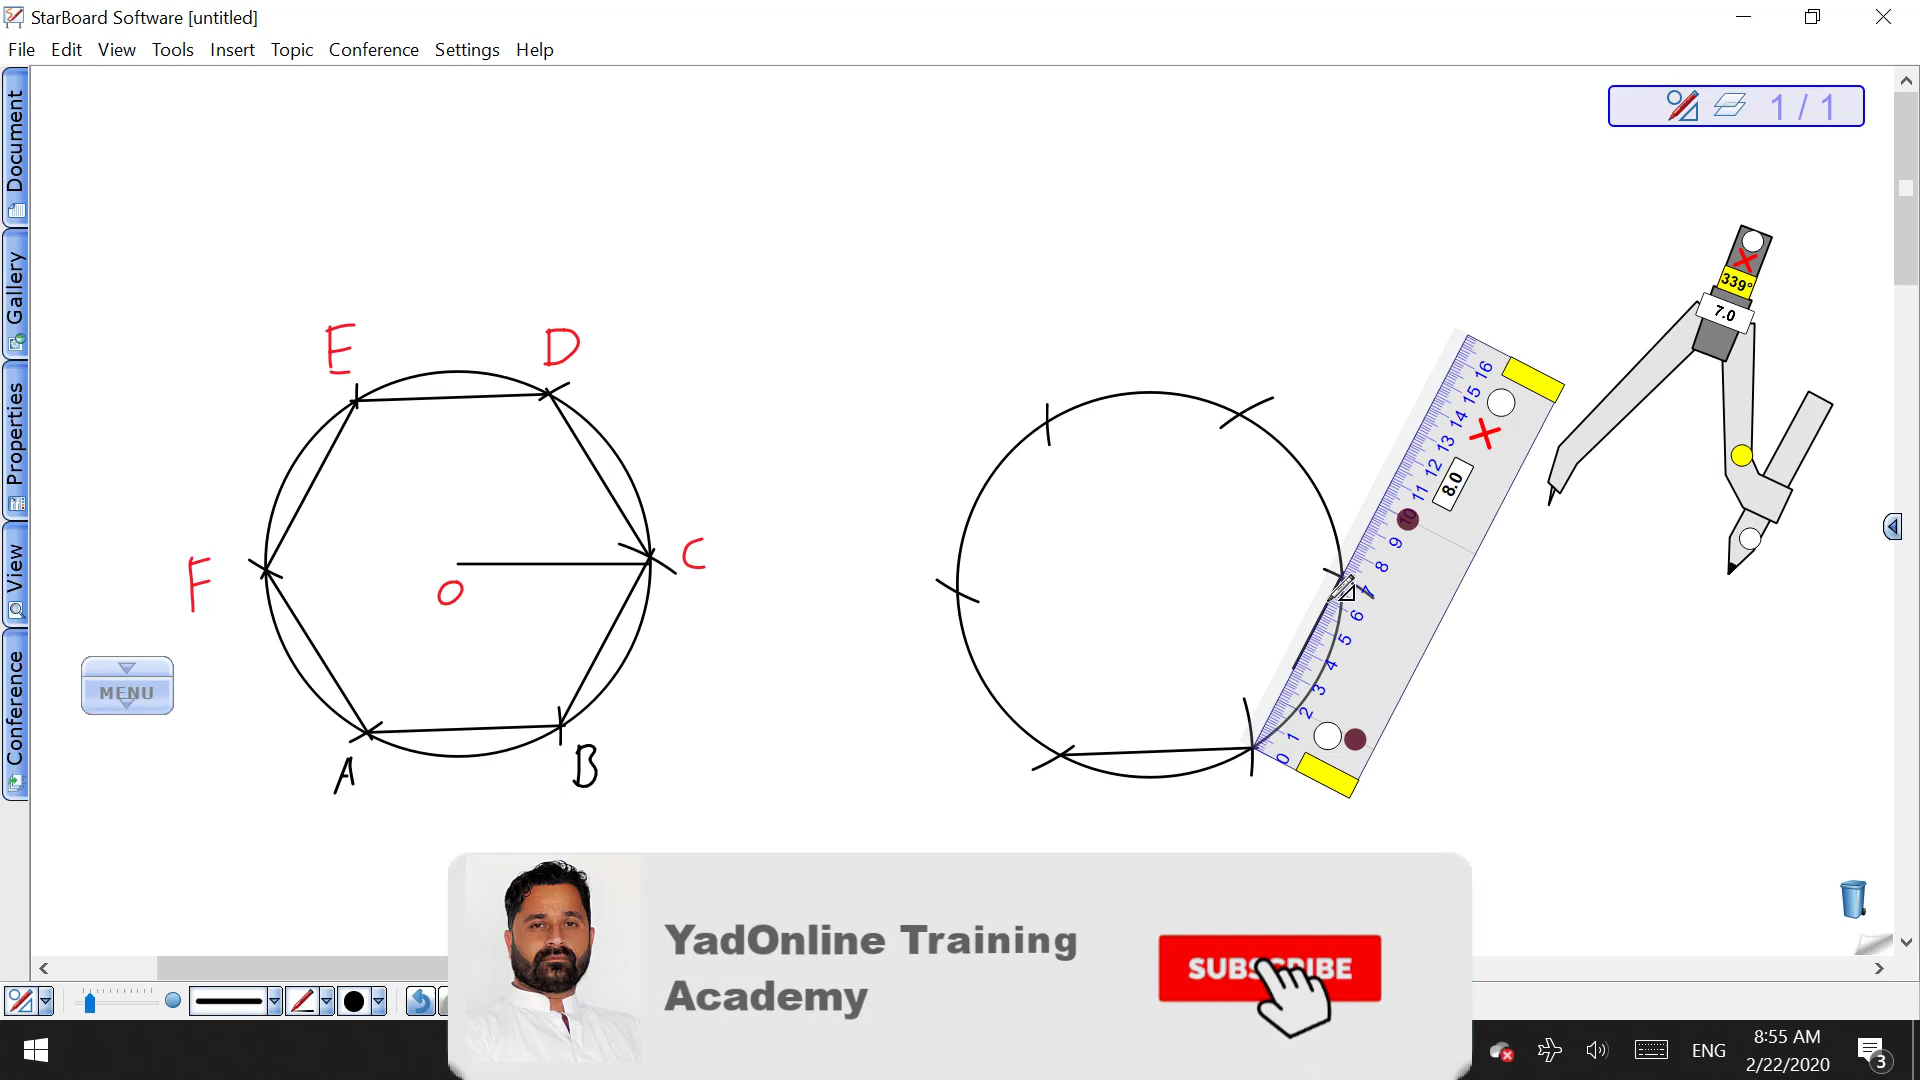 StarBoard Software [untitled]
File Edit View Tools Insert Topic Conference Settings Help
Document
Gallery
Properties
View
Conference
1 / 1
339°
7.0
E D
F O C
A B
MENU
0 1 2 3 4 5 6 7 8 9 10 11 12 13 14 15 16
8.0
YadOnline Training
Academy
SUBSCRIBE
ENG
8:55 AM
2/22/2020
3